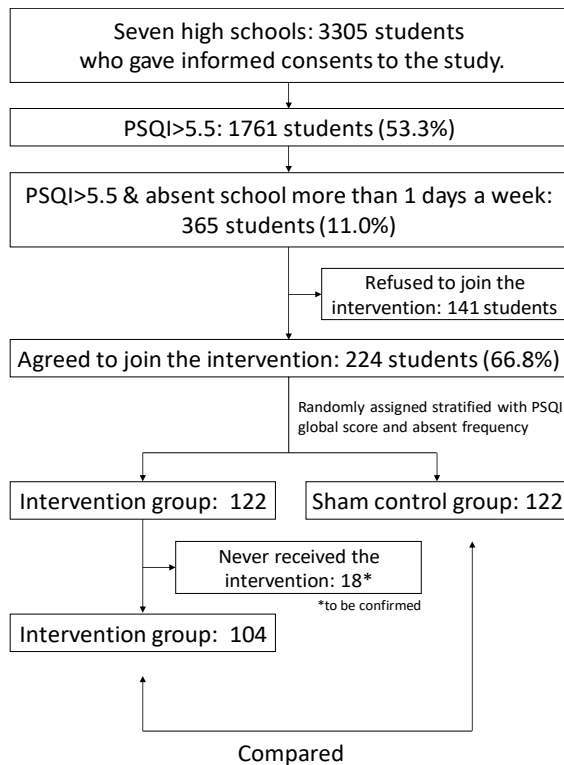 Seven high schools: 3305 students
who gave informed consents to the study.
PSQI>5.5: 1761 students (53.3%)
PSQI>5.5 & absent school more than 1 days a week:
365 students (11.0%)
Refused to join the
intervention: 141 students
Agreed to join the intervention: 224 students (66.8%)
Randomly assigned stratified with PSQI
global score and absent frequency
Intervention group: 122
Sham control group: 122
Never received the
intervention: 18*
*to be confirmed
Intervention group: 104
Compared